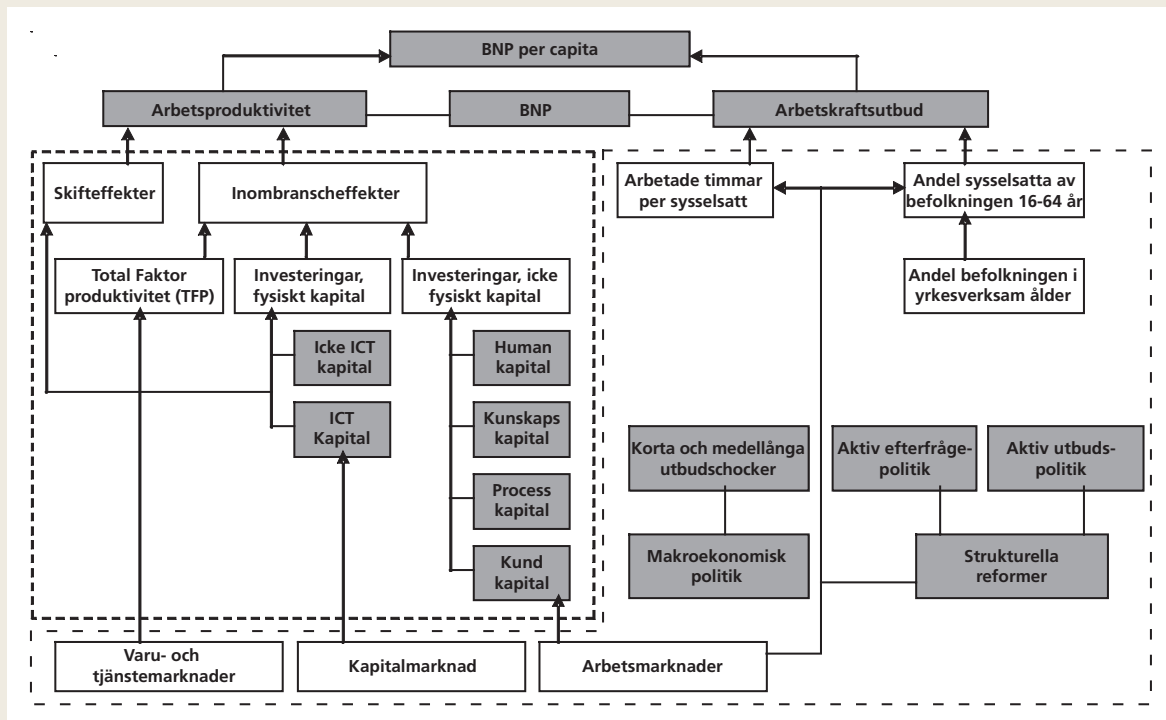 BNP per capita
Arbetsproduktivitet
BNP
Arbetskraftsutbud
Skifteffekter
Inombranscheffekter
Arbetade timmar
per sysselsatt
Andel sysselsatta av
befolkningen 16-64 år
Total Faktor
produktivitet (TFP)
Investeringar,
fysiskt kapital
Investeringar, icke
fysiskt kapital
Andel befolkningen i
yrkesverksam ålder
Icke ICT
kapital
Human
kapital
ICT
Kapital
Kunskaps
kapital
Process
kapital
Kund
kapital
Korta och medellånga
utbudschocker
Aktiv efterfråge-
politik
Aktiv utbuds-
politik
Makroekonomisk
politik
Strukturella
reformer
Varu- och
tjänstemarknader
Kapitalmarknad
Arbetsmarknader